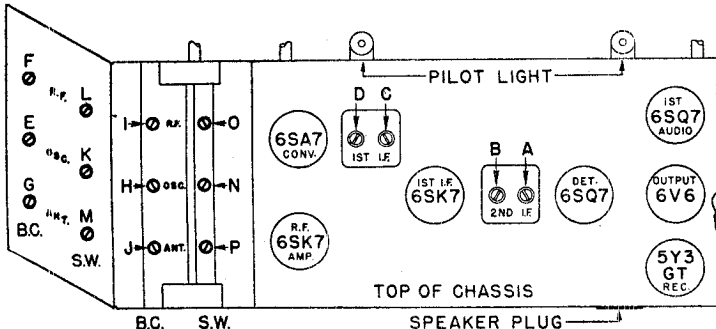 F
R.F.
L
E
OSC.
K
G
ANT.
M
B.C.
S.W.
I
R.F.
O
H
OSC.
N
J
ANT.
P
B.C.
S.W.
6SA7
CONV.
R.F.
6SK7
AMP.
PILOT LIGHT
D C
1ST I.F.
1ST I.F.
6SK7
B A
2ND I.F.
DET.
6SQ7
1ST
6SQ7
AUDIO
OUTPUT
6V6
5Y3
GT
REC.
TOP OF CHASSIS
SPEAKER PLUG